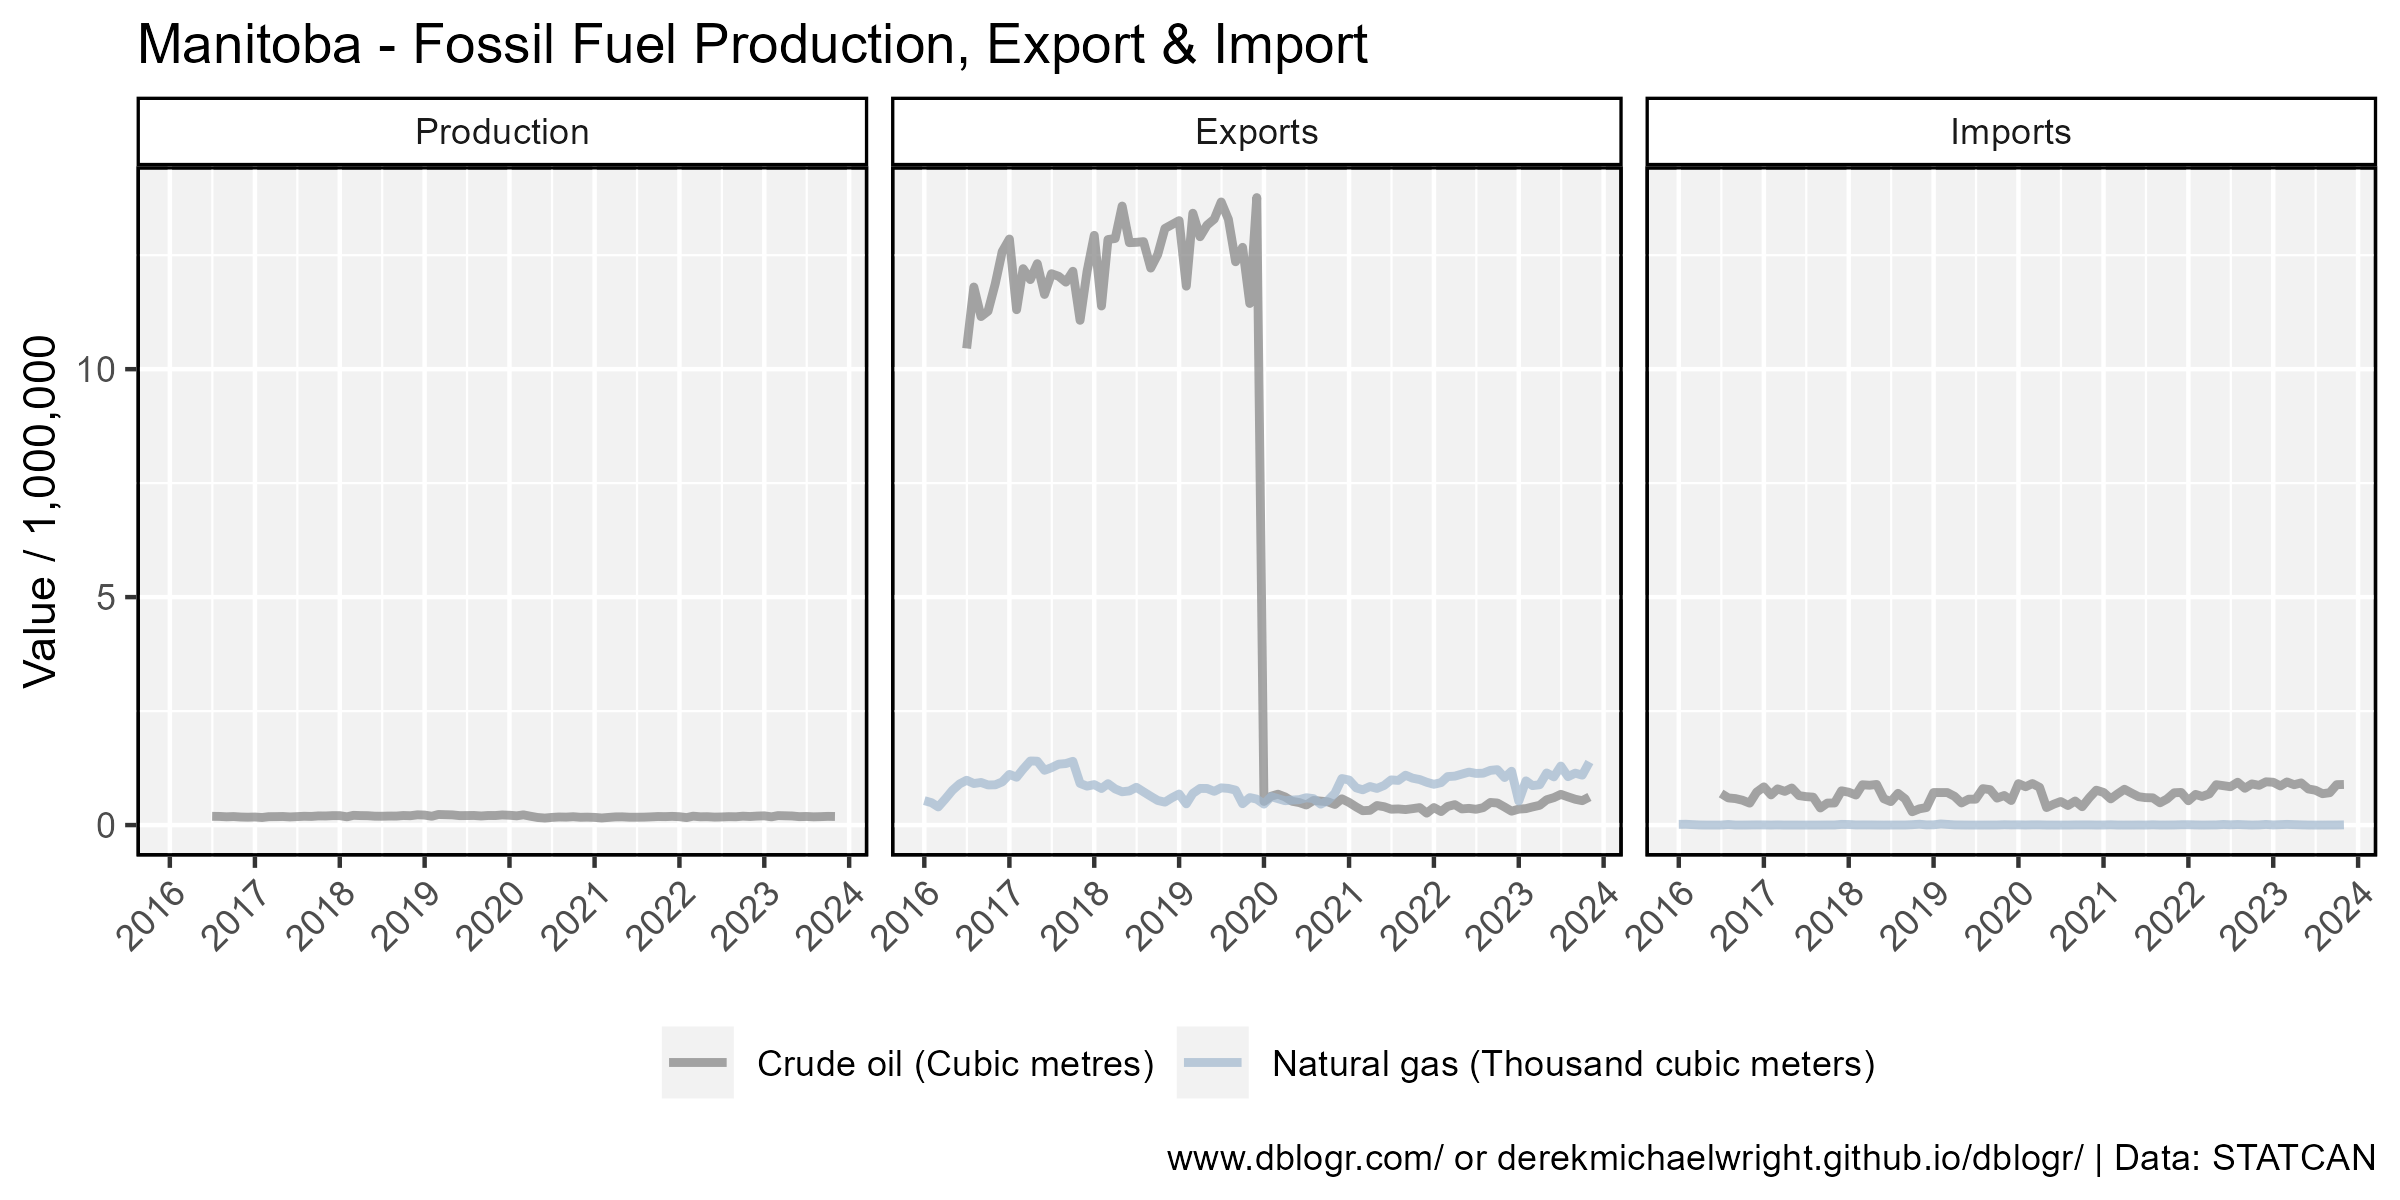 Manitoba - Fossil Fuel Production, Export & Import
Production
Exports
Imports
Value / 1,000,000
10
5
0
2016 2017 2018 2019 2020 2021 2022 2023 2024
2016 2017 2018 2019 2020 2021 2022 2023 2024
2016 2017 2018 2019 2020 2021 2022 2023 2024
Crude oil (Cubic metres)
Natural gas (Thousand cubic meters)
www.dblogr.com/ or derekmichaelwright.github.io/dblogr/ | Data: STATCAN